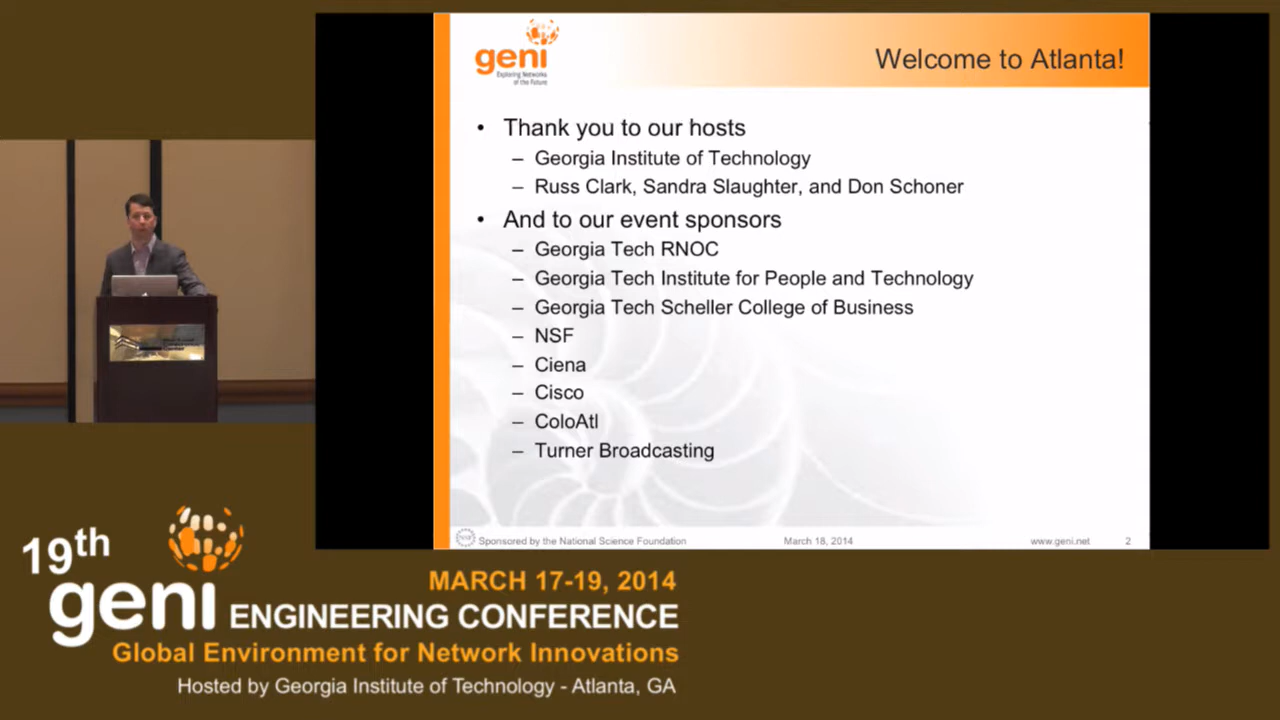 geni
Exploring Networks
of the Future
Welcome to Atlanta!
• Thank you to our hosts
– Georgia Institute of Technology
– Russ Clark, Sandra Slaughter, and Don Schoner
• And to our event sponsors
– Georgia Tech RNOC
– Georgia Tech Institute for People and Technology
– Georgia Tech Scheller College of Business
– NSF
– Ciena
– Cisco
– ColoAtl
– Turner Broadcasting
Sponsored by the National Science Foundation
March 18, 2014
www.geni.net
2
19th
geni
MARCH 17-19, 2014
ENGINEERING CONFERENCE
Global Environment for Network Innovations
Hosted by Georgia Institute of Technology - Atlanta, GA